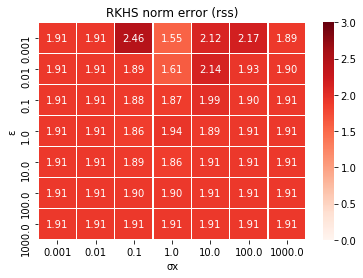 RKHS norm error (rss)
ε
0.001 1.91 1.91 2.46 1.55 2.12 2.17 1.89
0.01 1.91 1.91 1.89 1.61 2.14 1.93 1.90
0.1 1.91 1.91 1.88 1.87 1.99 1.90 1.91
1.0 1.91 1.91 1.86 1.94 1.89 1.91 1.91
10.0 1.91 1.91 1.89 1.86 1.91 1.91 1.91
100.0 1.91 1.91 1.90 1.90 1.91 1.91 1.91
1000.0 1.91 1.91 1.91 1.91 1.91 1.91 1.91
0.001 0.01 0.1 1.0 10.0 100.0 1000.0
σx
3.0
2.5
2.0
1.5
1.0
0.5
0.0